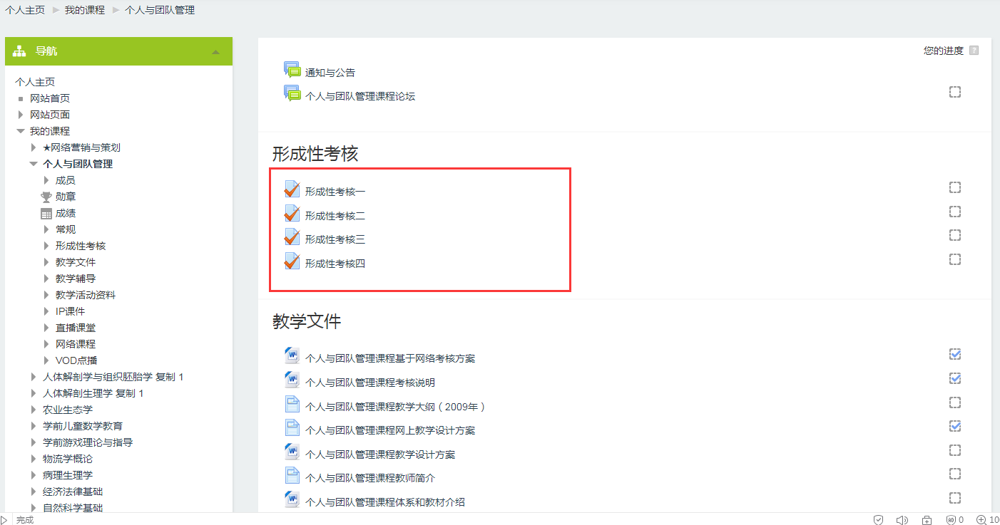 个人主页 我的课程 个人与团队管理
导航
个人主页
网站首页
网站页面
我的课程
★网络营销与策划
个人与团队管理
成员
勋章
成绩
常规
形成性考核
教学文件
教学辅导
教学活动资料
IP课件
直播课堂
网络课程
VOD点播
人体解剖学与组织胚胎学 复制 1
人体解剖生理学 复制 1
农业生态学
学前儿童数学教育
学前游戏理论与指导
物流学概论
病理生理学
经济法律基础
自然科学基础
您的进度 ?
通知与公告
个人与团队管理课程论坛
形成性考核
形成性考核一
形成性考核二
形成性考核三
形成性考核四
教学文件
个人与团队管理课程基于网络考核方案
个人与团队管理课程考核说明
个人与团队管理课程教学大纲（2009年）
个人与团队管理课程网上教学设计方案
个人与团队管理课程教学设计方案
个人与团队管理课程教师简介
个人与团队管理课程体系和教材介绍
完成
AD 0 10